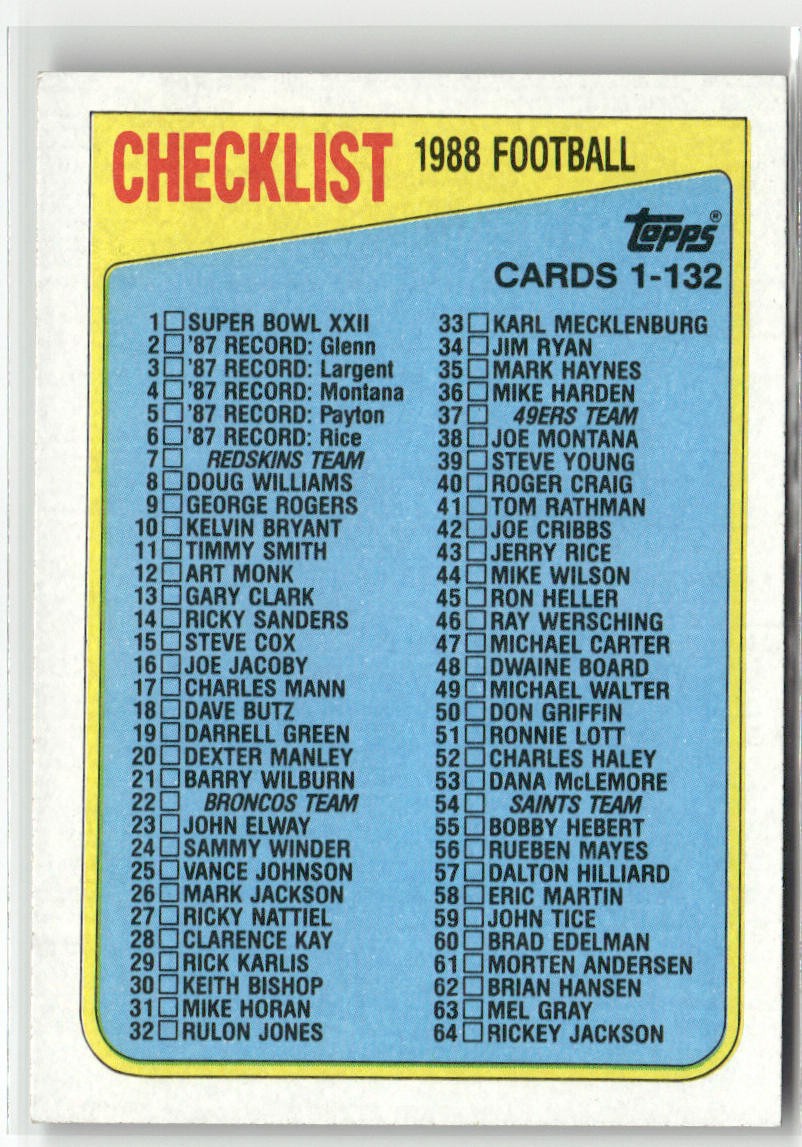 CHECKLIST 1988 FOOTBALL
Topps®
CARDS 1-132
1 SUPER BOWL XXII
2 '87 RECORD: Glenn
3 '87 RECORD: Largent
4 '87 RECORD: Montana
5 '87 RECORD: Payton
6 '87 RECORD: Rice
7 REDSKINS TEAM
8 DOUG WILLIAMS
9 GEORGE ROGERS
10 KELVIN BRYANT
11 TIMMY SMITH
12 ART MONK
13 GARY CLARK
14 RICKY SANDERS
15 STEVE COX
16 JOE JACOBY
17 CHARLES MANN
18 DAVE BUTZ
19 DARRELL GREEN
20 DEXTER MANLEY
21 BARRY WILBURN
22 BRONCOS TEAM
23 JOHN ELWAY
24 SAMMY WINDER
25 VANCE JOHNSON
26 MARK JACKSON
27 RICKY NATTIEL
28 CLARENCE KAY
29 RICK KARLIS
30 KEITH BISHOP
31 MIKE HORAN
32 RULON JONES
33 KARL MECKLENBURG
34 JIM RYAN
35 MARK HAYNES
36 MIKE HARDEN
37 49ERS TEAM
38 JOE MONTANA
39 STEVE YOUNG
40 ROGER CRAIG
41 TOM RATHMAN
42 JOE CRIBBS
43 JERRY RICE
44 MIKE WILSON
45 RON HELLER
46 RAY WERSCHING
47 MICHAEL CARTER
48 DWAINE BOARD
49 MICHAEL WALTER
50 DON GRIFFIN
51 RONNIE LOTT
52 CHARLES HALEY
53 DANA McLEMORE
54 SAINTS TEAM
55 BOBBY HEBERT
56 RUEBEN MAYES
57 DALTON HILLIARD
58 ERIC MARTIN
59 JOHN TICE
60 BRAD EDELMAN
61 MORTEN ANDERSEN
62 BRIAN HANSEN
63 MEL GRAY
64 RICKEY JACKSON